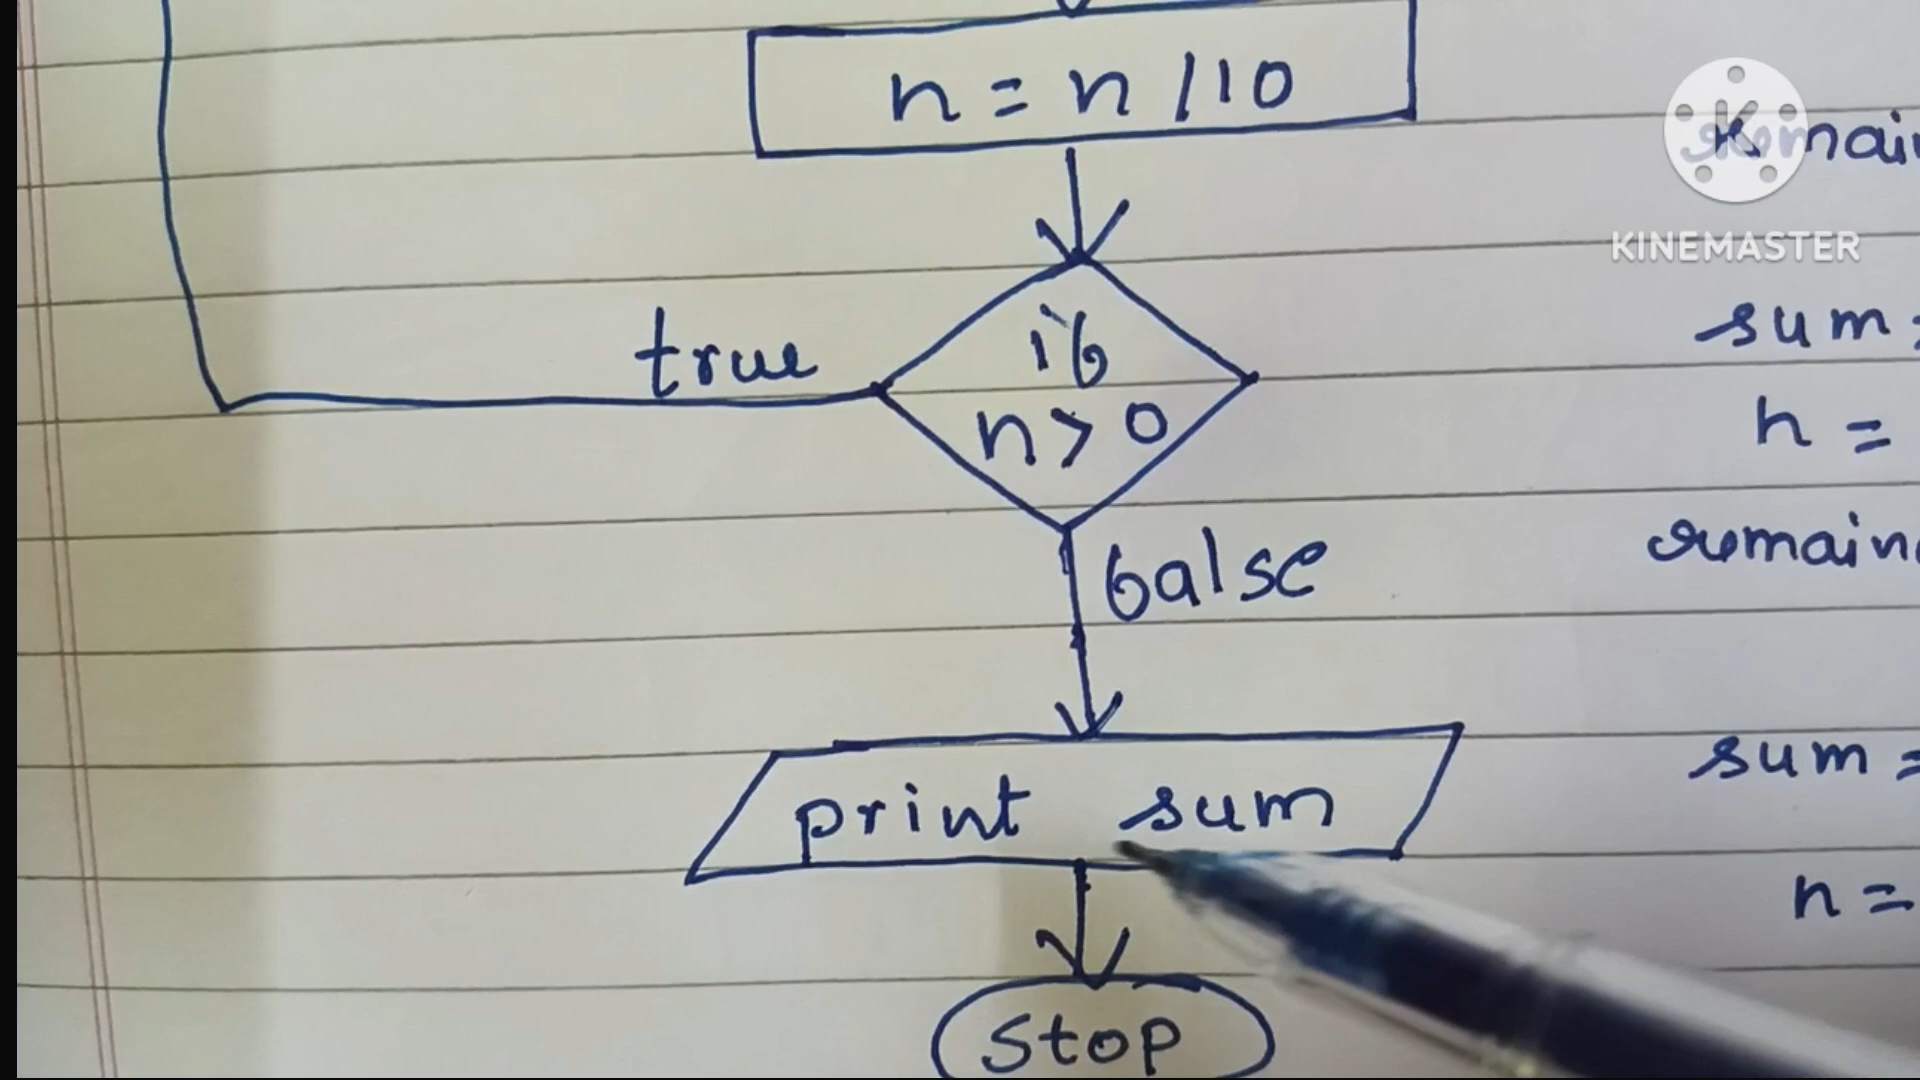 n = n / 10
KINEMASTER
true
if
n > 0
sum =
n =
false
print sum
sum =
n =
stop